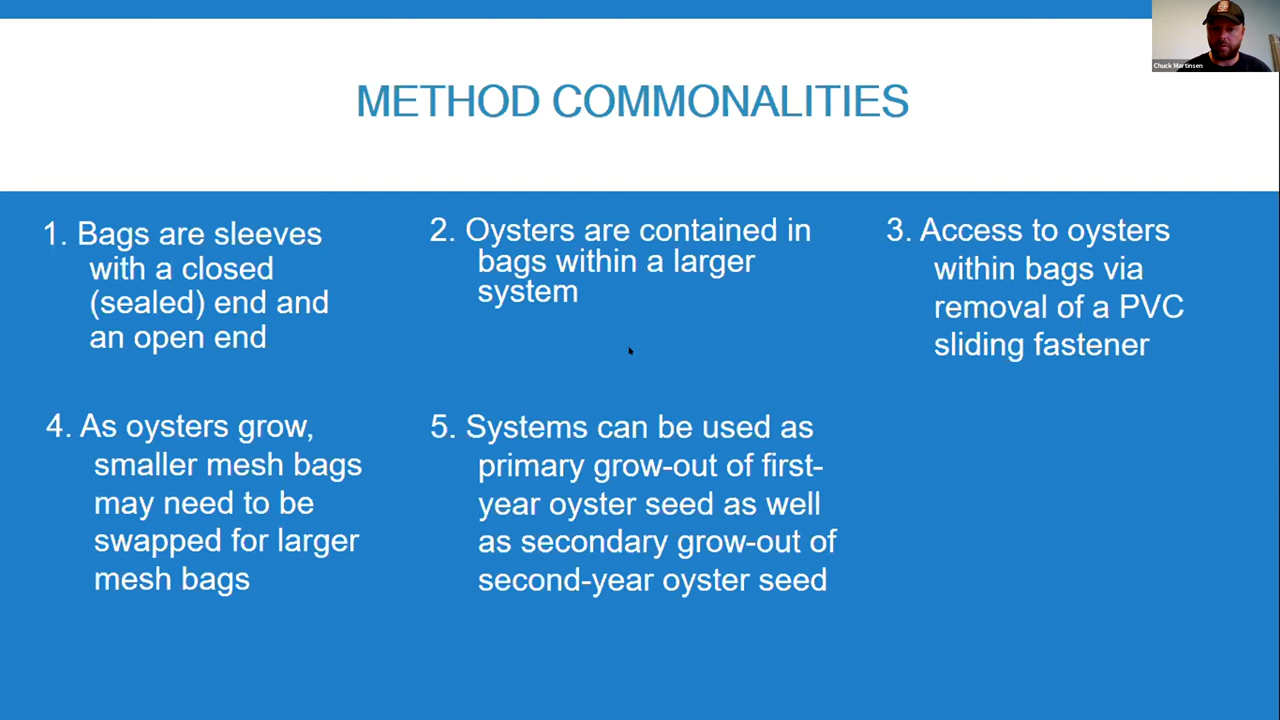 Chuck Martinsen
METHOD COMMONALITIES
1. Bags are sleeves
with a closed
(sealed) end and
an open end
2. Oysters are contained in
bags within a larger
system
3. Access to oysters
within bags via
removal of a PVC
sliding fastener
4. As oysters grow,
smaller mesh bags
may need to be
swapped for larger
mesh bags
5. Systems can be used as
primary grow-out of first-
year oyster seed as well
as secondary grow-out of
second-year oyster seed